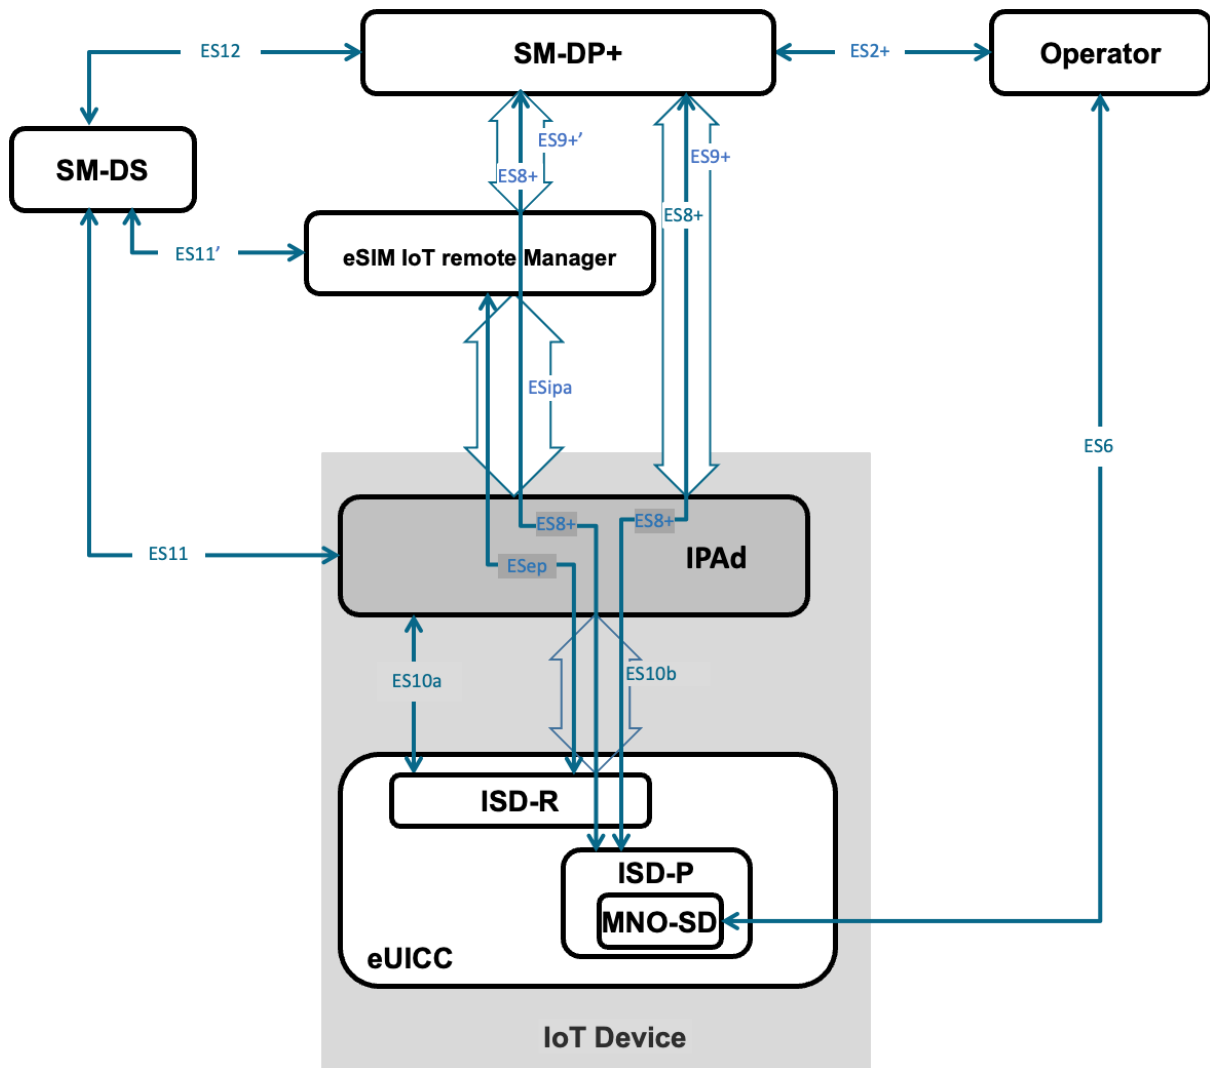 ES12
SM-DP+
ES2+
Operator
SM-DS
ES9+’
ES9+
ES8+
ES8+
ES11’
eSIM IoT remote Manager
ESipa
ES6
ES8+
ES8+
ES11
ESep
IPAd
ES10a
ES10b
ISD-R
ISD-P
MNO-SD
eUICC
IoT Device